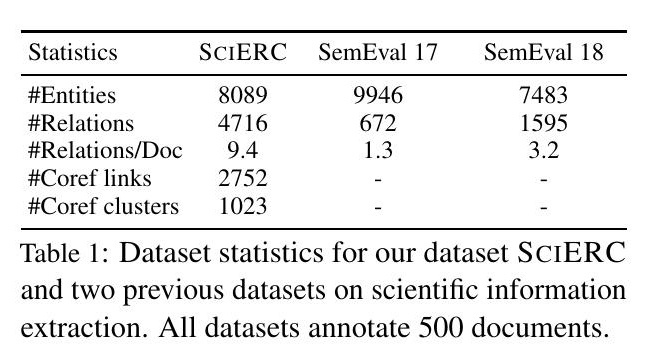 Statistics SCIERC SemEval 17 SemEval 18
#Entities 8089 9946 7483
#Relations 4716 672 1595
#Relations/Doc 9.4 1.3 3.2
#Coref links 2752 - -
#Coref clusters 1023 - -
Table 1: Dataset statistics for our dataset SCIERC
and two previous datasets on scientific information
extraction. All datasets annotate 500 documents.